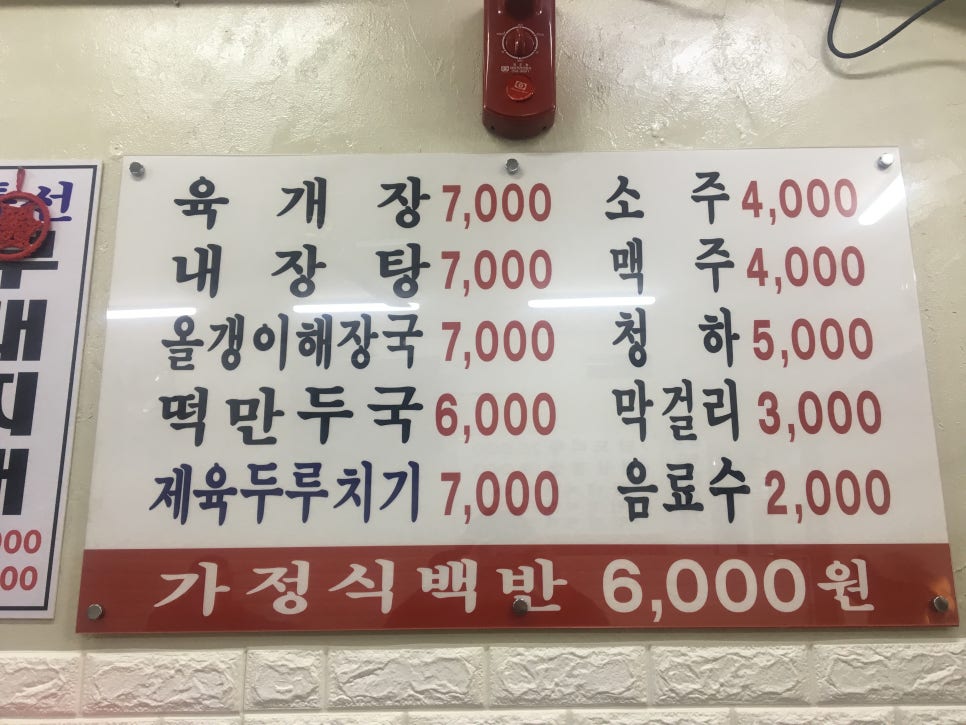 육개장 7,000
내장탕 7,000
올갱이해장국 7,000
떡만두국 6,000
제육두루치기 7,000
소주 4,000
맥주 4,000
청하 5,000
막걸리 3,000
음료수 2,000
가정식백반 6,000원
선